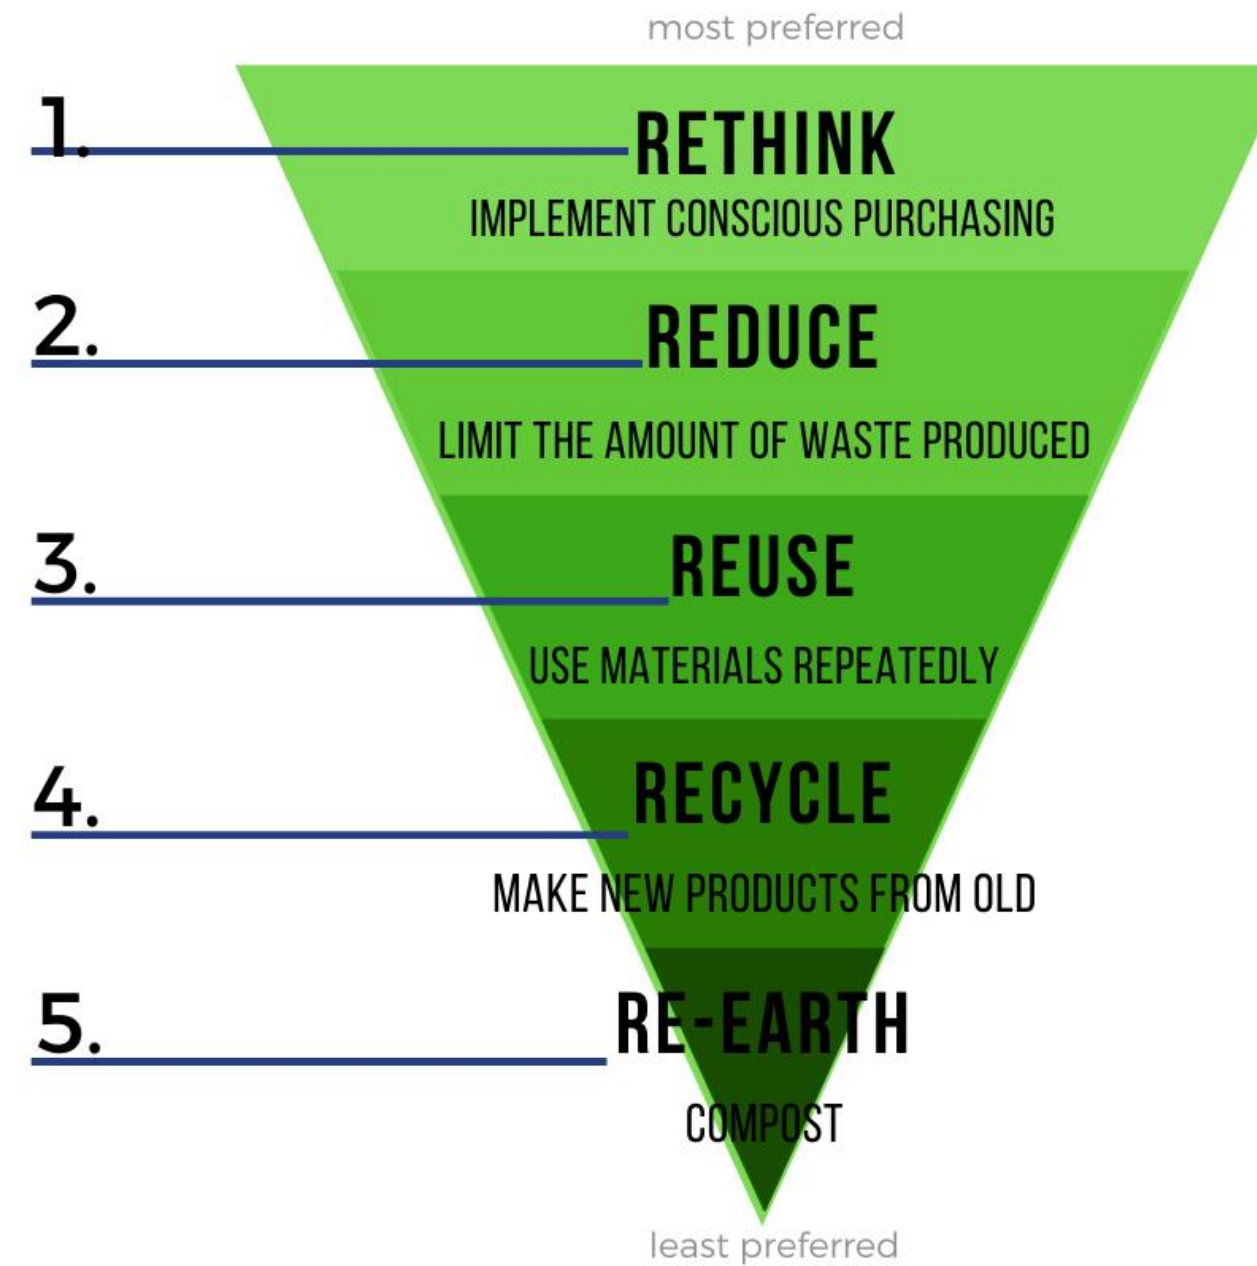 most preferred
1.
RETHINK
IMPLEMENT CONSCIOUS PURCHASING
2.
REDUCE
LIMIT THE AMOUNT OF WASTE PRODUCED
3.
REUSE
USE MATERIALS REPEATEDLY
4.
RECYCLE
MAKE NEW PRODUCTS FROM OLD
5.
RE-EARTH
COMPOST
least preferred